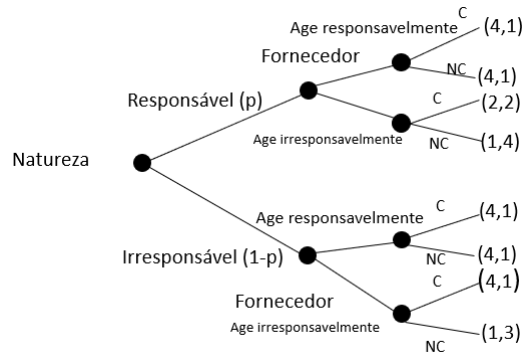 C
Age responsavelmente
(4,1)
Fornecedor
NC
(4,1)
Responsável (p)
C
(2,2)
Age irresponsavelmente
NC
(1,4)
Natureza
C
(4,1)
Age responsavelmente
Irresponsável (1-p)
NC
(4,1)
C
(4,1)
Fornecedor
Age irresponsavelmente
NC
(1,3)